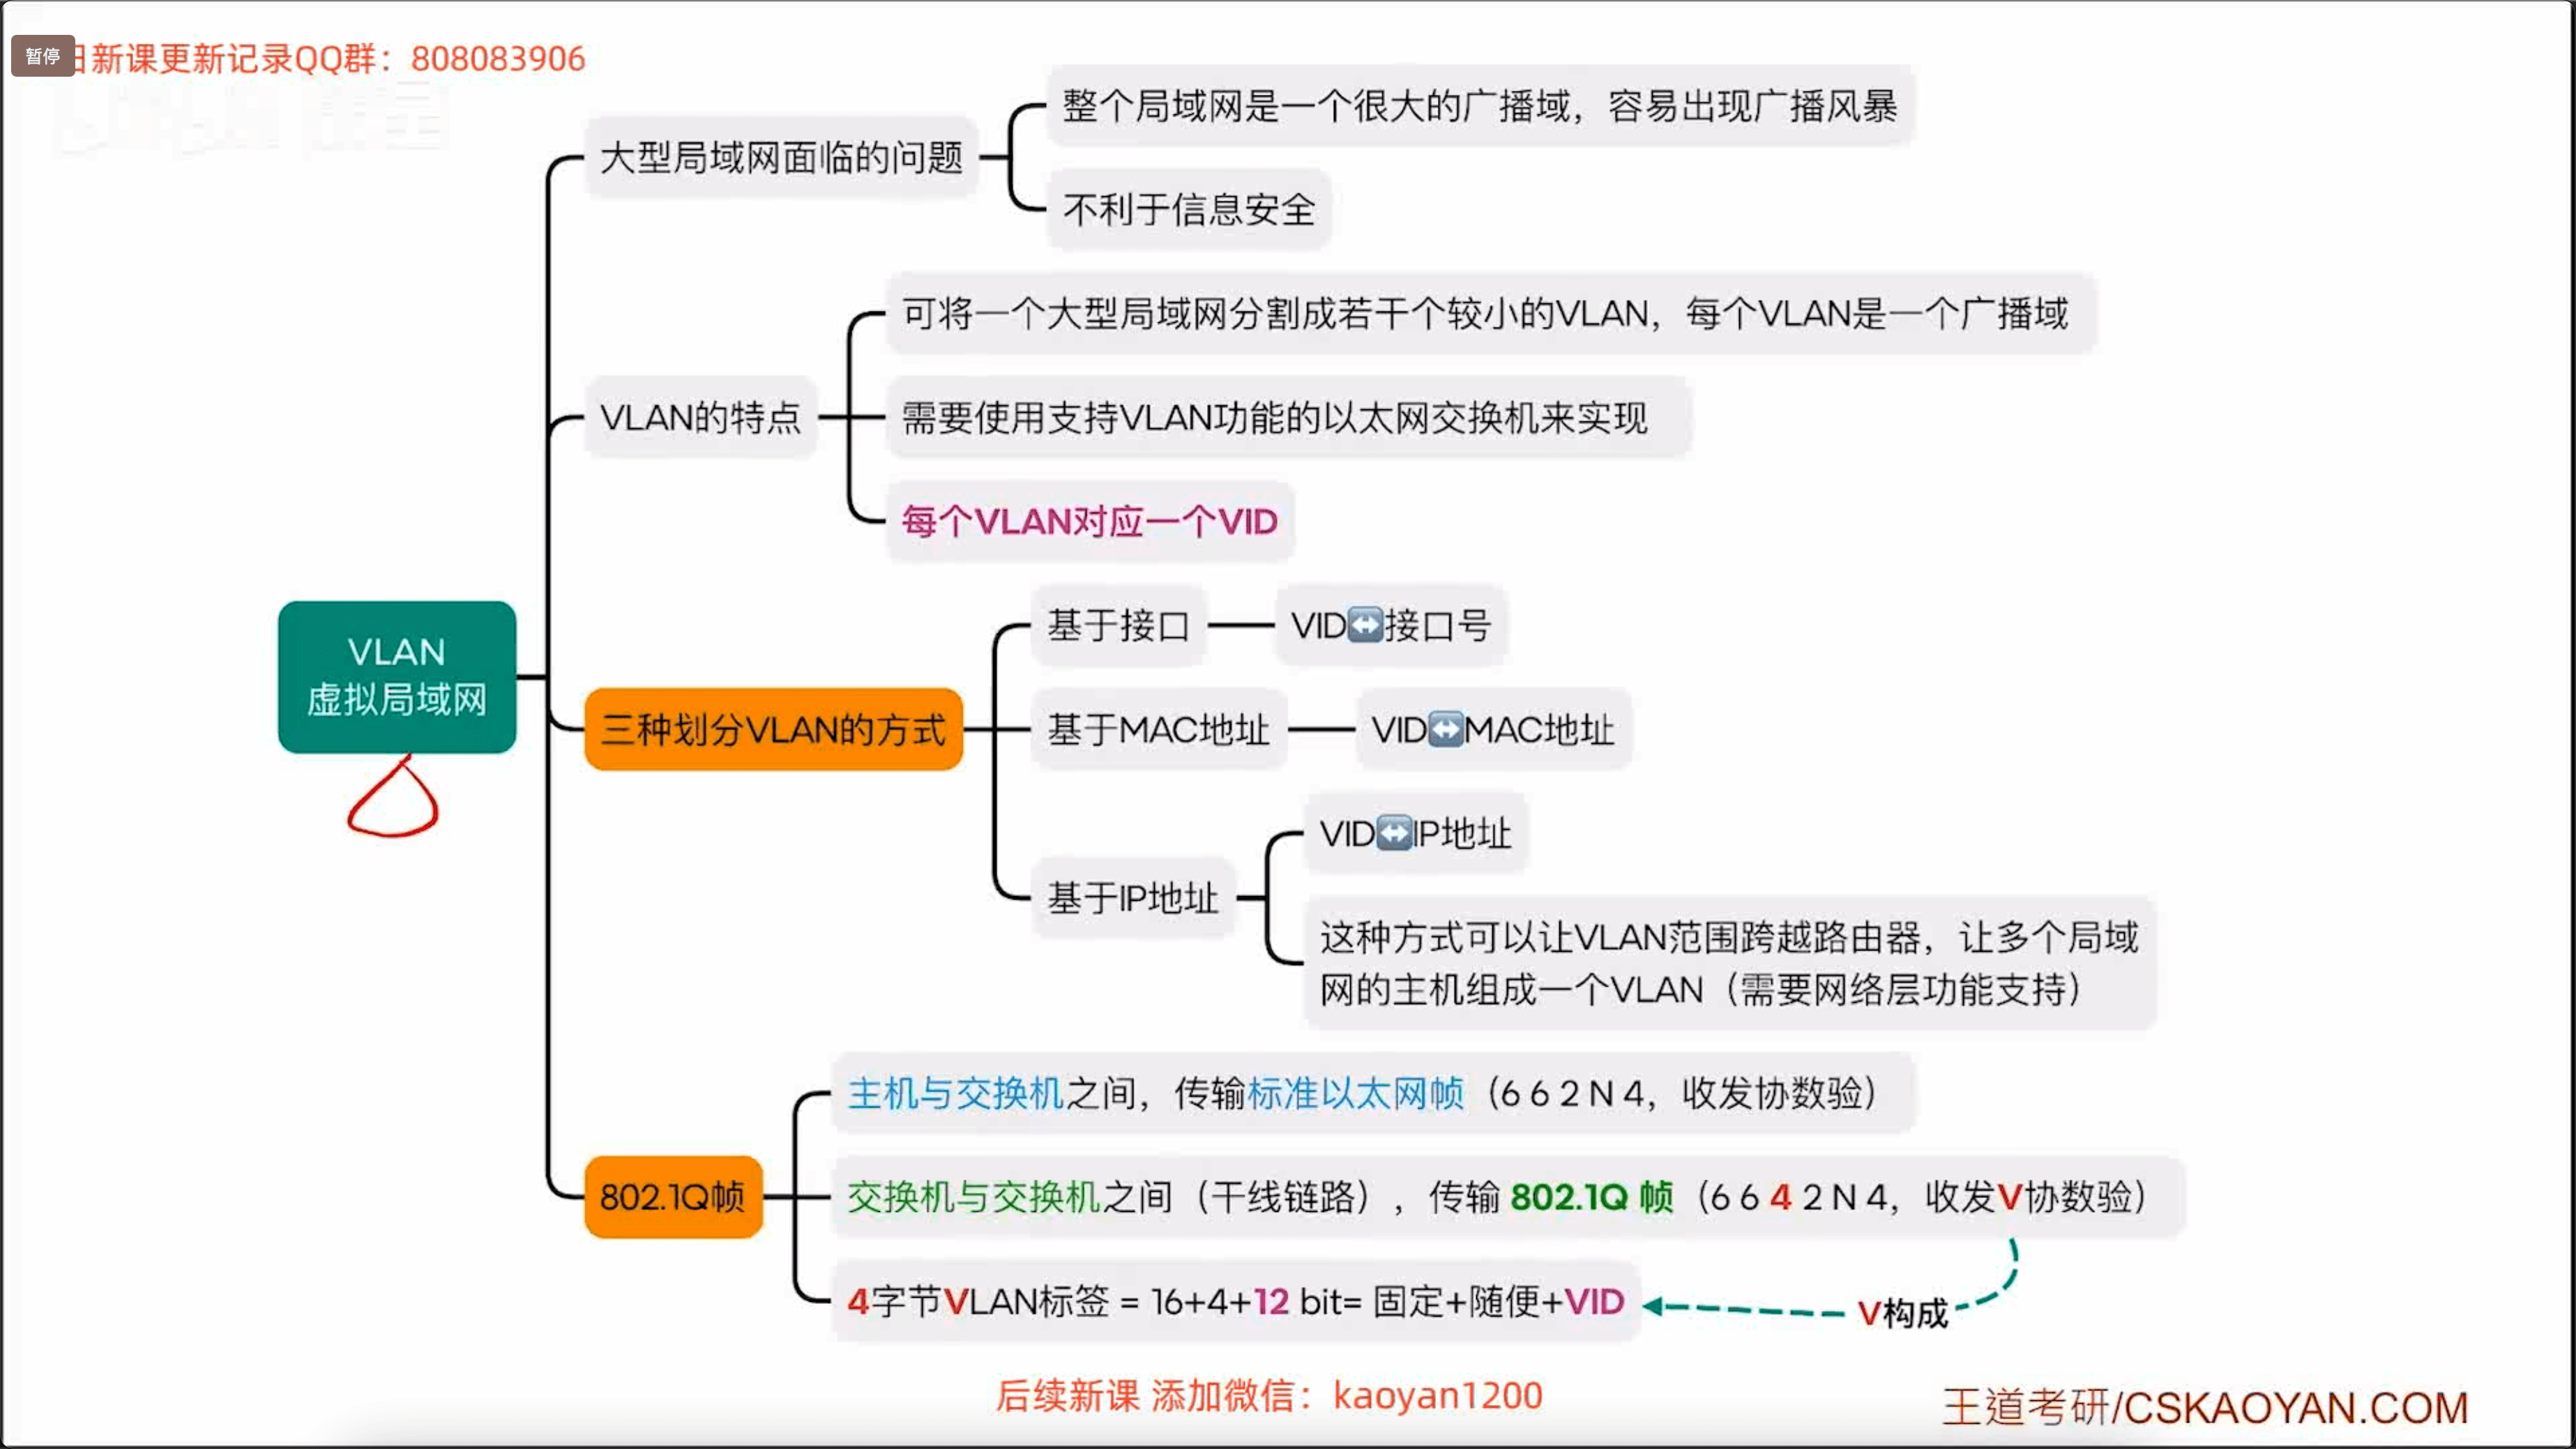 暂停
日新课更新记录QQ群：808083906
大型局域网面临的问题
整个局域网是一个很大的广播域，容易出现广播风暴
不利于信息安全
VLAN的特点
可将一个大型局域网分割成若干个较小的VLAN，每个VLAN是一个广播域
需要使用支持VLAN功能的以太网交换机来实现
每个VLAN对应一个VID
VLAN
虚拟局域网
三种划分VLAN的方式
基于接口
VID↔接口号
基于MAC地址
VID↔MAC地址
基于IP地址
VID↔IP地址
这种方式可以让VLAN范围跨越路由器，让多个局域
网的主机组成一个VLAN（需要网络层功能支持）
802.1Q帧
主机与交换机之间，传输标准以太网帧（6 6 2 N 4，收发协数验）
交换机与交换机之间（干线链路），传输 802.1Q 帧（6 6 4 2 N 4，收发V协数验）
4字节VLAN标签 = 16+4+12 bit= 固定+随便+VID
V构成
后续新课 添加微信：kaoyan1200
王道考研/CSKAOYAN.COM